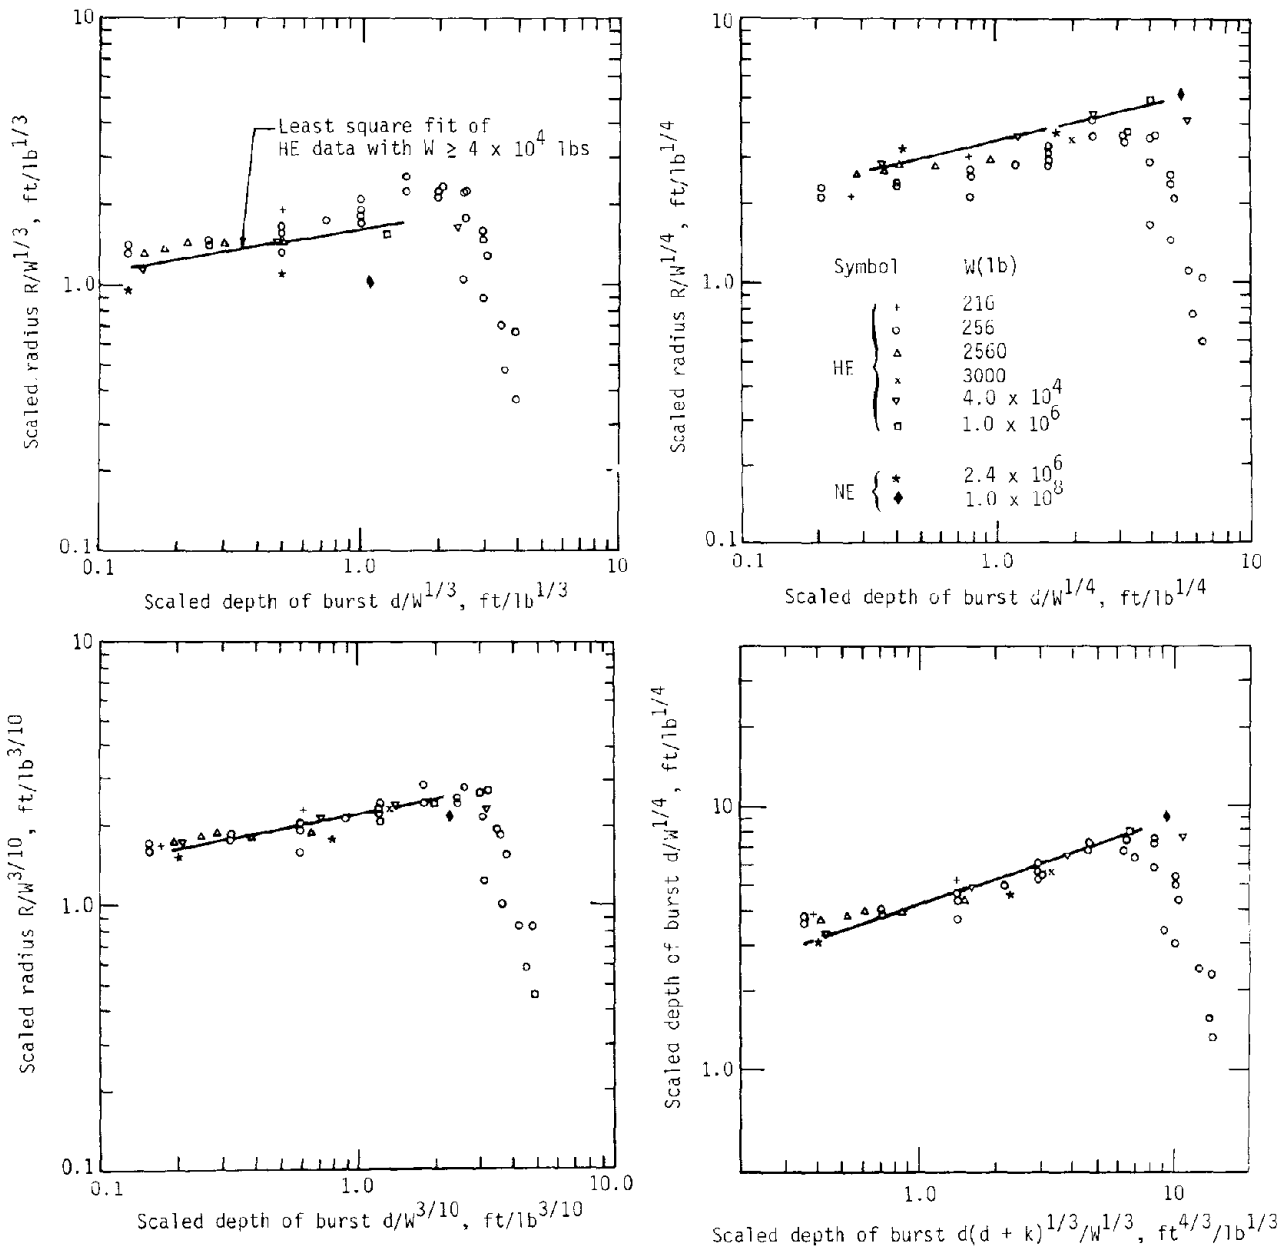 10
1.0
0.1
0.1
1.0
10
Scaled radius R/W^1/3, ft/lb^1/3
Least square fit of
HE data with W ≥ 4 x 10^4 lbs
Scaled depth of burst d/W^1/3, ft/lb^1/3
10
1.0
0.1
0.1
1.0
10
Scaled radius R/W^1/4, ft/lb^1/4
Symbol W(lb)
+ 216
○ 256
△ 2560
HE
x 3000
▽ 4.0 x 10^4
□ 1.0 x 10^6
★ 2.4 x 10^6
NE
♦ 1.0 x 10^8
Scaled depth of burst d/W^1/4, ft/lb^1/4
10
1.0
0.1
0.1
1.0
10.0
Scaled radius R/W^3/10, ft/lb^3/10
Scaled depth of burst d/W^3/10, ft/lb^3/10
10
1.0
1.0
10
Scaled depth of burst d/W^1/4, ft/lb^1/4
Scaled depth of burst d(d + k)^1/3/W^1/3, ft^4/3/lb^1/3